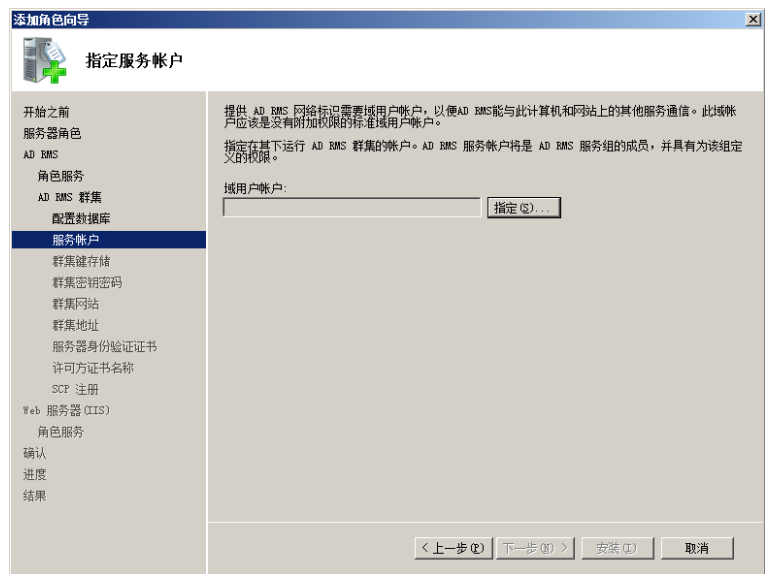 添加角色向导
指定服务帐户
开始之前
服务器角色
AD RMS
角色服务
AD RMS 群集
配置数据库
服务帐户
群集键存储
群集密钥密码
群集网站
群集地址
服务器身份验证证书
许可方证书名称
SCP 注册
Web 服务器(IIS)
角色服务
确认
进度
结果
提供 AD RMS 网络标识需要域用户帐户，以便AD RMS能与此计算机和网站上的其他服务通信。此域帐
户应该是没有附加权限的标准域用户帐户。
指定在其下运行 AD RMS 群集的帐户。AD RMS 服务帐户将是 AD RMS 服务组的成员，并具有为该组定
义的权限。
域用户帐户:
指定(S)...
< 上一步(P)
下一步(N) >
安装(I)
取消